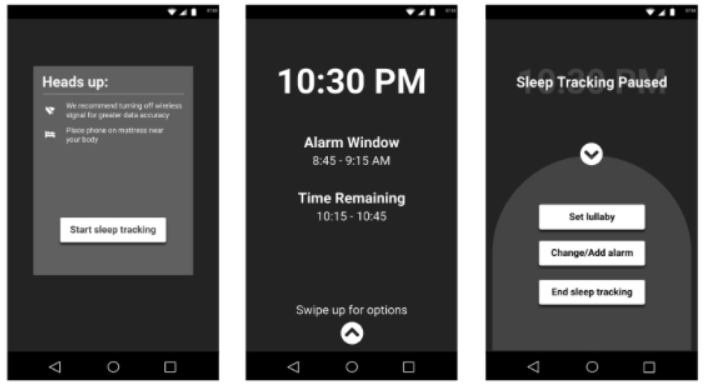 Heads up:
We recommend turning off wireless
signal for greater data accuracy
Place phone on mattress near
your body
Start sleep tracking
10:30 PM
Alarm Window
8:45 - 9:15 AM
Time Remaining
10:15 - 10:45
Swipe up for options
10:30 PM
Sleep Tracking Paused
Set lullaby
Change/Add alarm
End sleep tracking